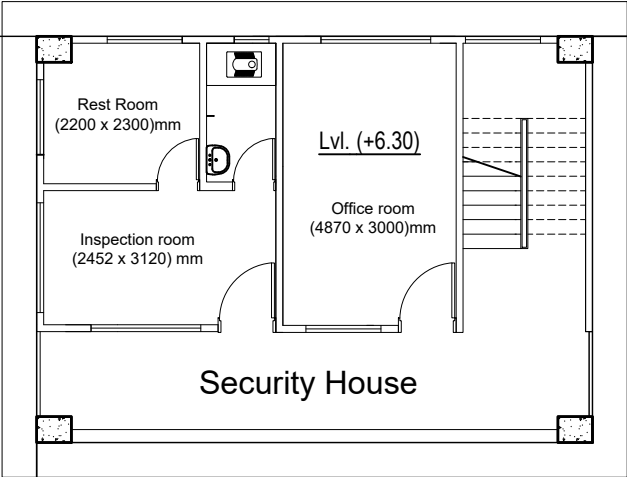 Rest Room
(2200 x 2300)mm
Lvl. (+6.30)
Office room
(4870 x 3000)mm
Inspection room
(2452 x 3120) mm
Security House